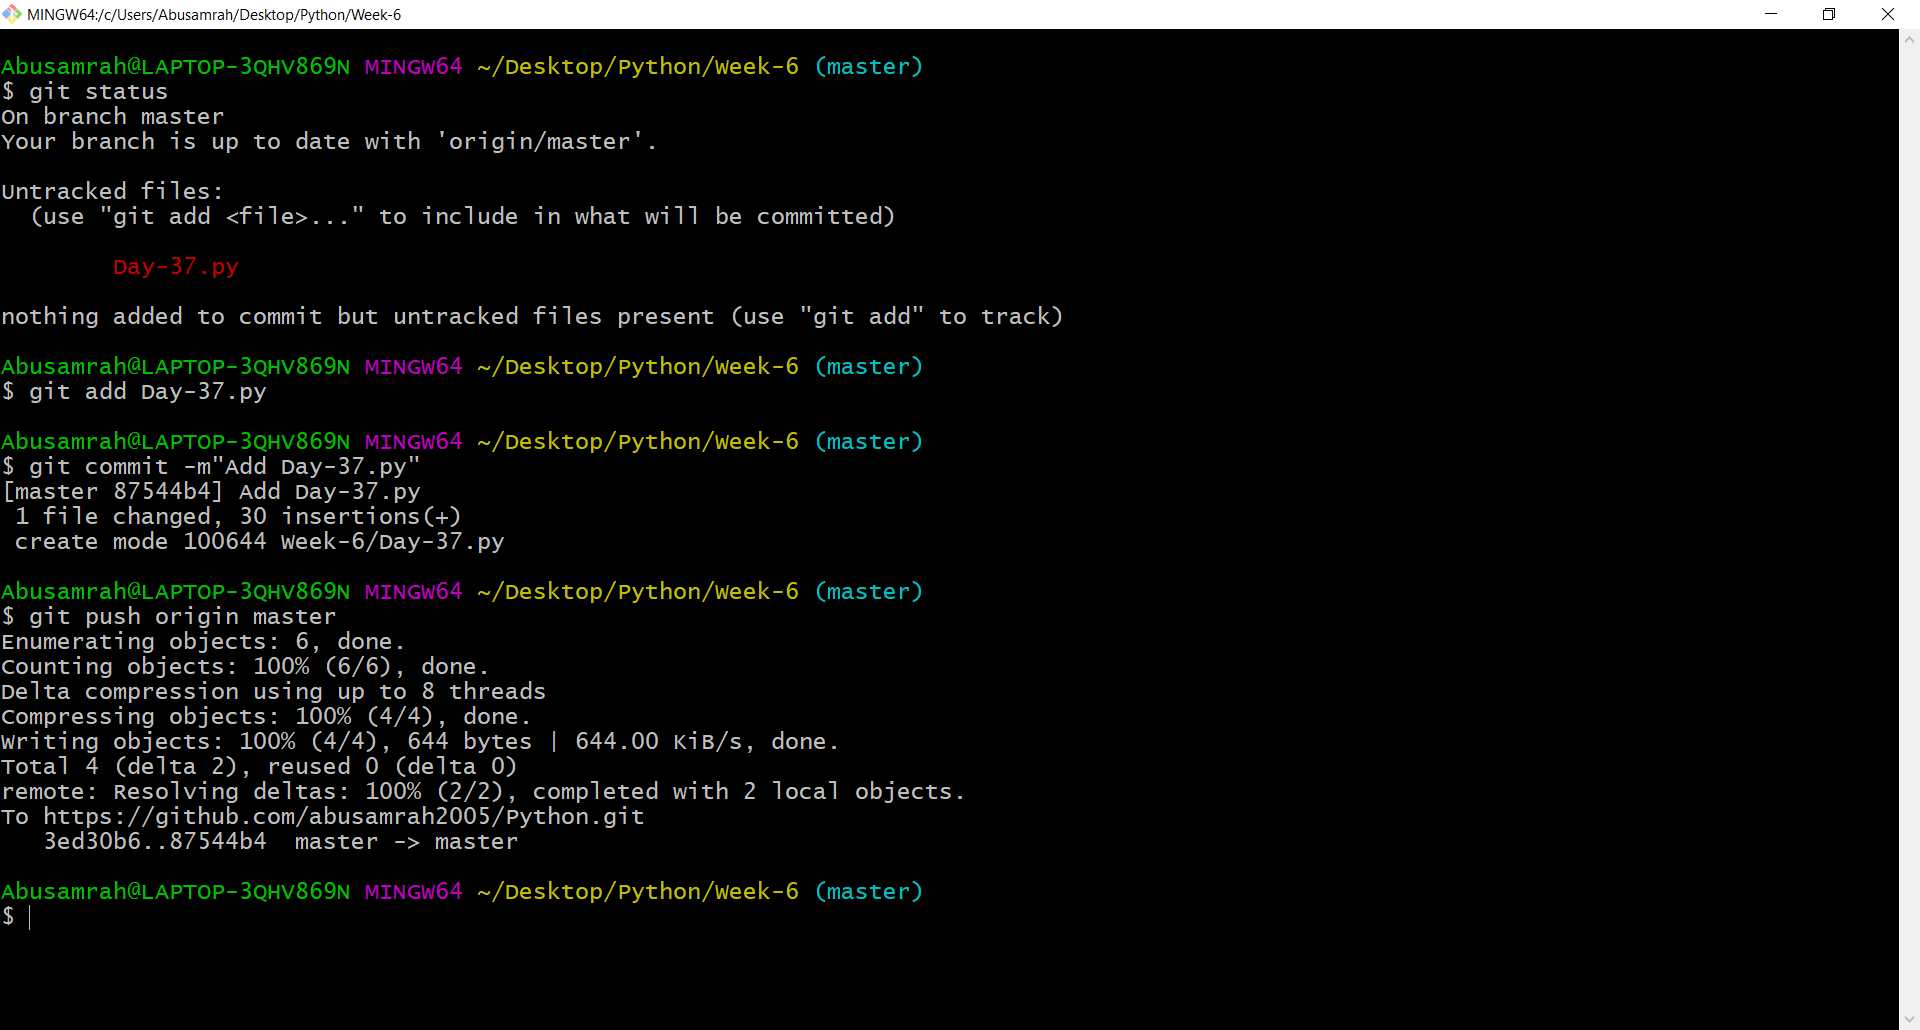 MINGW64:/c/Users/Abusamrah/Desktop/Python/Week-6
Abusamrah@LAPTOP-3QHV869N MINGW64 ~/Desktop/Python/Week-6 (master)
$ git status
On branch master
Your branch is up to date with 'origin/master'.
Untracked files:
  (use "git add <file>..." to include in what will be committed)
        Day-37.py
nothing added to commit but untracked files present (use "git add" to track)
Abusamrah@LAPTOP-3QHV869N MINGW64 ~/Desktop/Python/Week-6 (master)
$ git add Day-37.py
Abusamrah@LAPTOP-3QHV869N MINGW64 ~/Desktop/Python/Week-6 (master)
$ git commit -m"Add Day-37.py"
[master 87544b4] Add Day-37.py
 1 file changed, 30 insertions(+)
 create mode 100644 Week-6/Day-37.py
Abusamrah@LAPTOP-3QHV869N MINGW64 ~/Desktop/Python/Week-6 (master)
$ git push origin master
Enumerating objects: 6, done.
Counting objects: 100% (6/6), done.
Delta compression using up to 8 threads
Compressing objects: 100% (4/4), done.
Writing objects: 100% (4/4), 644 bytes | 644.00 KiB/s, done.
Total 4 (delta 2), reused 0 (delta 0)
remote: Resolving deltas: 100% (2/2), completed with 2 local objects.
To https://github.com/abusamrah2005/Python.git
   3ed30b6..87544b4  master -> master
Abusamrah@LAPTOP-3QHV869N MINGW64 ~/Desktop/Python/Week-6 (master)
$